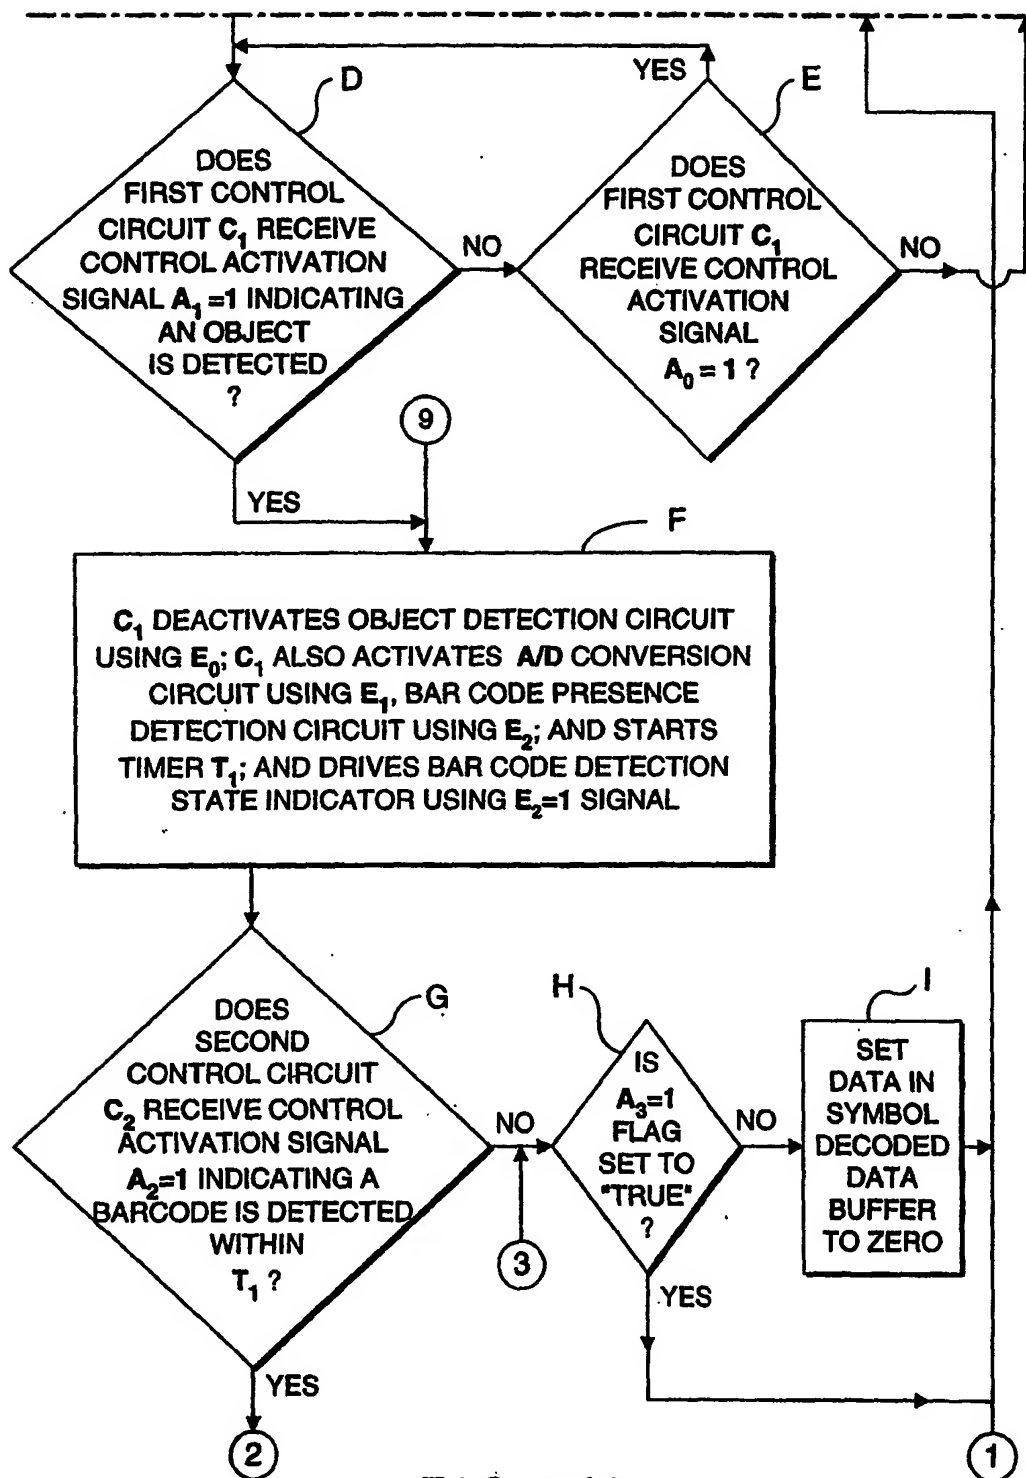 YES
D
E
DOES
FIRST CONTROL
CIRCUIT C₁ RECEIVE
CONTROL ACTIVATION
SIGNAL A₁ =1 INDICATING
AN OBJECT
IS DETECTED
?
NO
DOES
FIRST CONTROL
CIRCUIT C₁
RECEIVE CONTROL
ACTIVATION
SIGNAL
A₀ = 1 ?
NO
9
YES
F
C₁ DEACTIVATES OBJECT DETECTION CIRCUIT
USING E₀; C₁ ALSO ACTIVATES A/D CONVERSION
CIRCUIT USING E₁, BAR CODE PRESENCE
DETECTION CIRCUIT USING E₂; AND STARTS
TIMER T₁; AND DRIVES BAR CODE DETECTION
STATE INDICATOR USING E₂=1 SIGNAL
G
DOES
SECOND
CONTROL CIRCUIT
C₂ RECEIVE CONTROL
ACTIVATION SIGNAL
A₂=1 INDICATING A
BARCODE IS DETECTED
WITHIN
T₁ ?
NO
3
H
IS
A₃=1
FLAG
SET TO
"TRUE"
?
NO
I
SET
DATA IN
SYMBOL
DECODED
DATA
BUFFER
TO ZERO
YES
YES
2
1